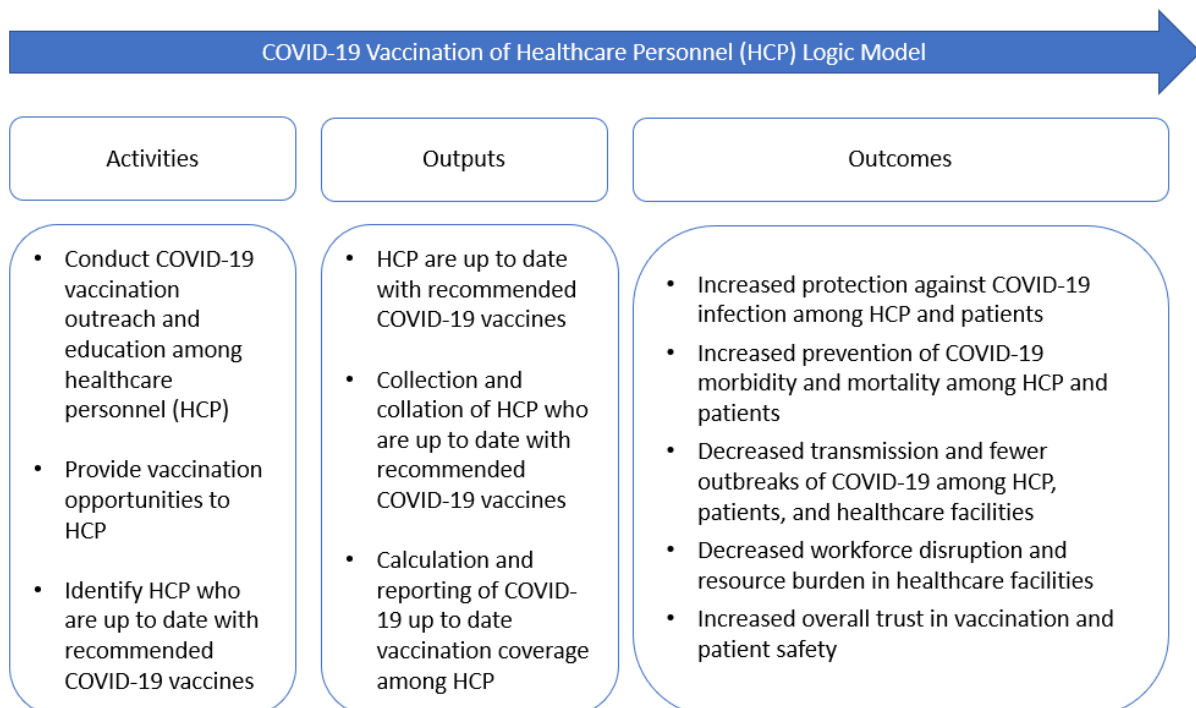 COVID-19 Vaccination of Healthcare Personnel (HCP) Logic Model
Activities
Outputs
Outcomes
• Conduct COVID-19
vaccination
outreach and
education among
healthcare
personnel (HCP)
• Provide vaccination
opportunities to
HCP
• Identify HCP who
are up to date with
recommended
COVID-19 vaccines
• HCP are up to date
with recommended
COVID-19 vaccines
• Collection and
collation of HCP who
are up to date with
recommended
COVID-19 vaccines
• Calculation and
reporting of COVID-
19 up to date
vaccination coverage
among HCP
• Increased protection against COVID-19
infection among HCP and patients
• Increased prevention of COVID-19
morbidity and mortality among HCP and
patients
• Decreased transmission and fewer
outbreaks of COVID-19 among HCP,
patients, and healthcare facilities
• Decreased workforce disruption and
resource burden in healthcare facilities
• Increased overall trust in vaccination and
patient safety